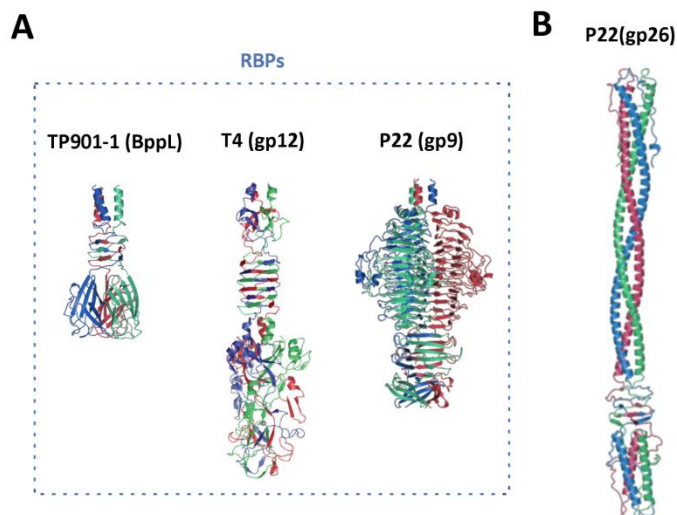 A
B
P22(gp26)
RBPs
TP901-1 (BppL)
T4 (gp12)
P22 (gp9)